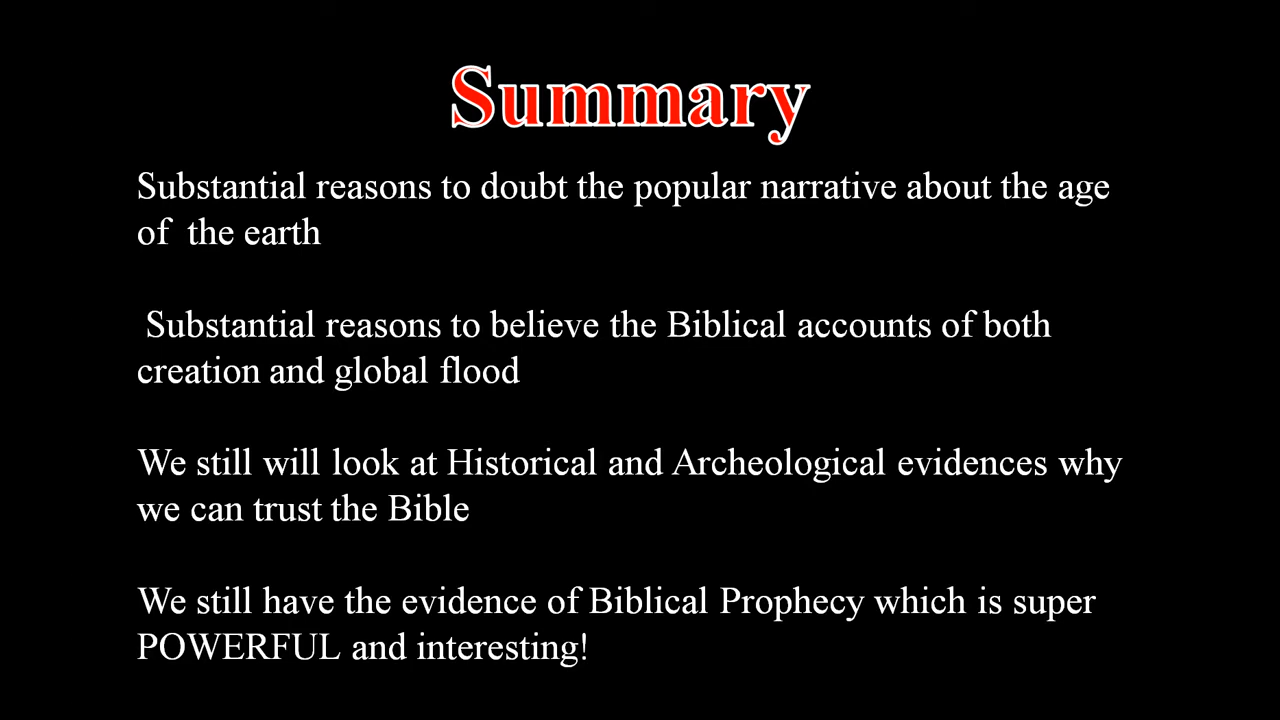 Summary
Substantial reasons to doubt the popular narrative about the age
of  the earth
Substantial reasons to believe the Biblical accounts of both
creation and global flood
We still will look at Historical and Archeological evidences why
we can trust the Bible
We still have the evidence of Biblical Prophecy which is super
POWERFUL and interesting!